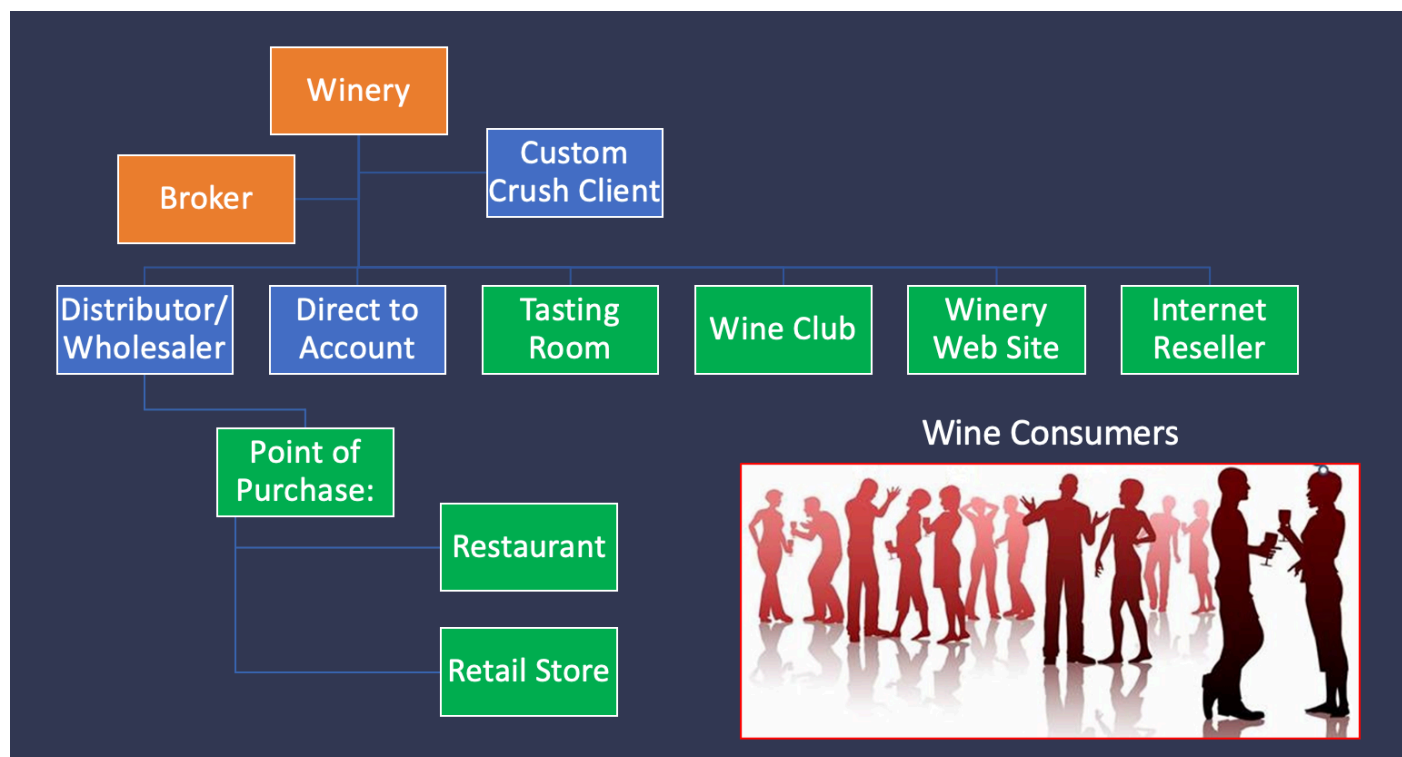 Winery
Custom
Crush Client
Broker
Distributor/
Wholesaler
Direct to
Account
Tasting
Room
Wine Club
Winery
Web Site
Internet
Reseller
Point of
Purchase:
Wine Consumers
Restaurant
Retail Store